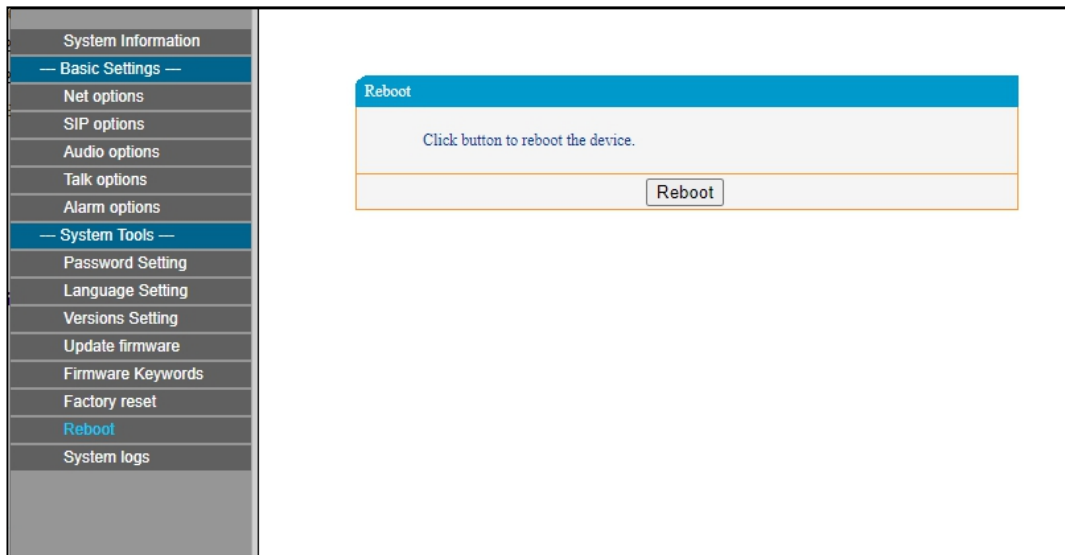 System Information
— Basic Settings —
Net options
SIP options
Audio options
Talk options
Alarm options
— System Tools —
Password Setting
Language Setting
Versions Setting
Update firmware
Firmware Keywords
Factory reset
Reboot
System logs
Reboot
Click button to reboot the device.
Reboot